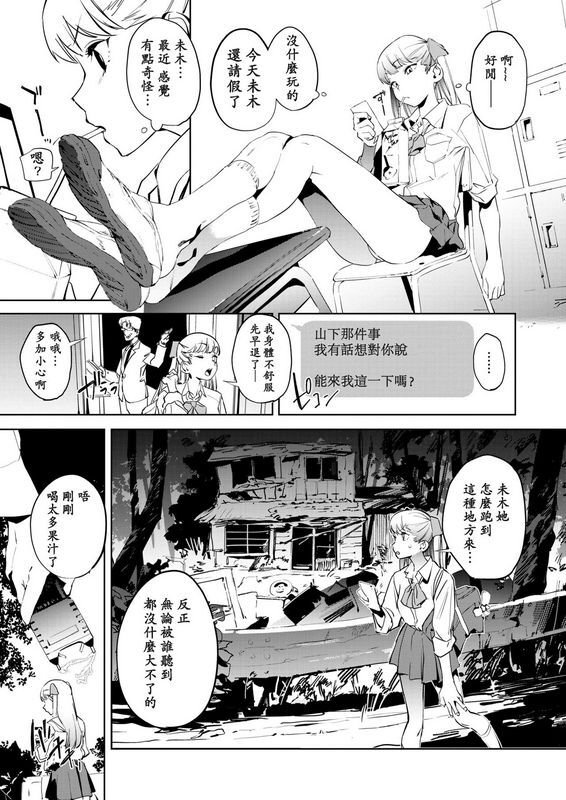 啊~
好閒——
沒什麼玩的
今天未木
還請假了
未木…
最近 感覺
有點奇怪…
嗯?
……
山下那件事
我有話想對你說
能來我這一下嗎?
ピコン
我身體不舒服
先早退了——
哦哦…
多加小心啊
未木她
怎麼跑到
這種地方來…
反正
無論被誰聽到
都沒什麼大不了的
唔
剛剛
喝太多果汁了